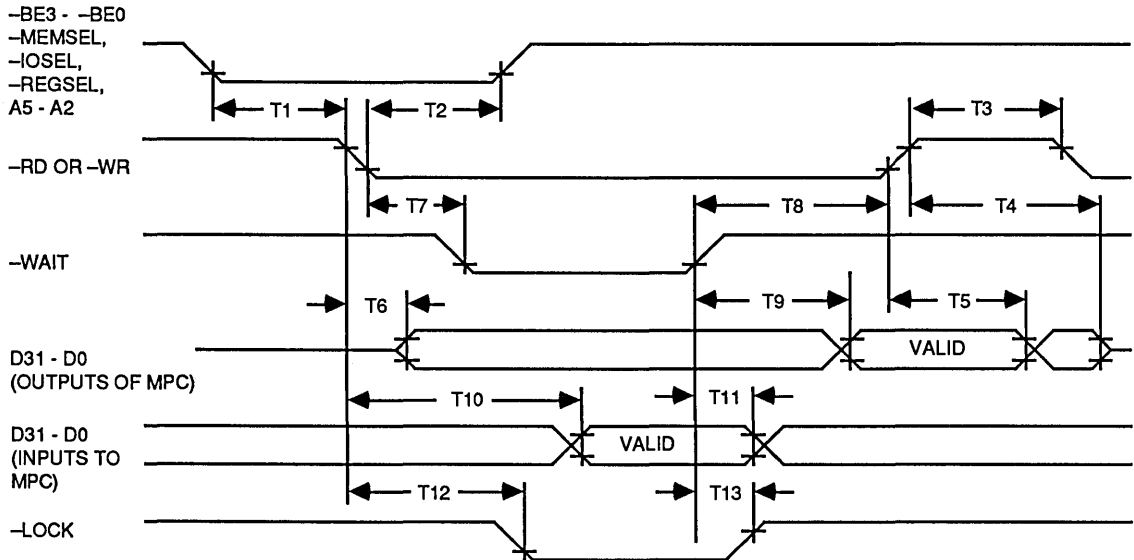 –BE3 - –BE0
–MEMSEL,
–IOSEL,
–REGSEL,
A5 - A2
T1
T2
T3
–RD OR –WR
T7
T8
T4
–WAIT
T6
T9
T5
D31 - D0
(OUTPUTS OF MPC)
VALID
T10
T11
D31 - D0
(INPUTS TO
MPC)
VALID
T12
T13
–LOCK